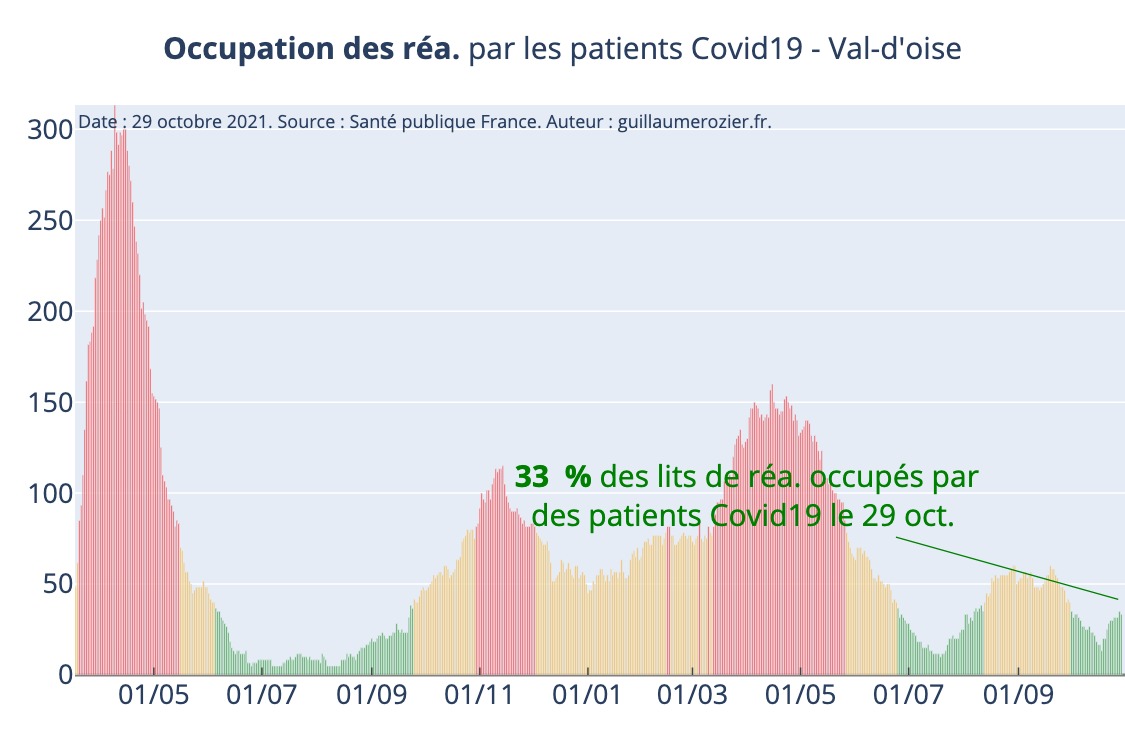 Occupation des réa. par les patients Covid19 - Val-d'oise
Date : 29 octobre 2021. Source : Santé publique France. Auteur : guillaumerozier.fr.
300
250
200
150
100
50
0
33 % des lits de réa. occupés par
des patients Covid19 le 29 oct.
01/05 01/07 01/09 01/11 01/01 01/03 01/05 01/07 01/09